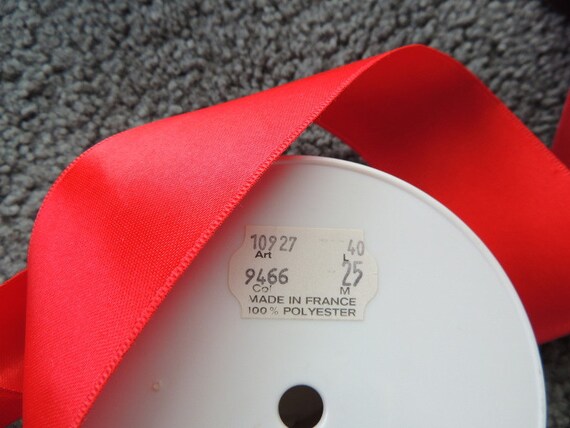 10927 40
Art L
9466 25
Col M
MADE IN FRANCE
100% POLYESTER